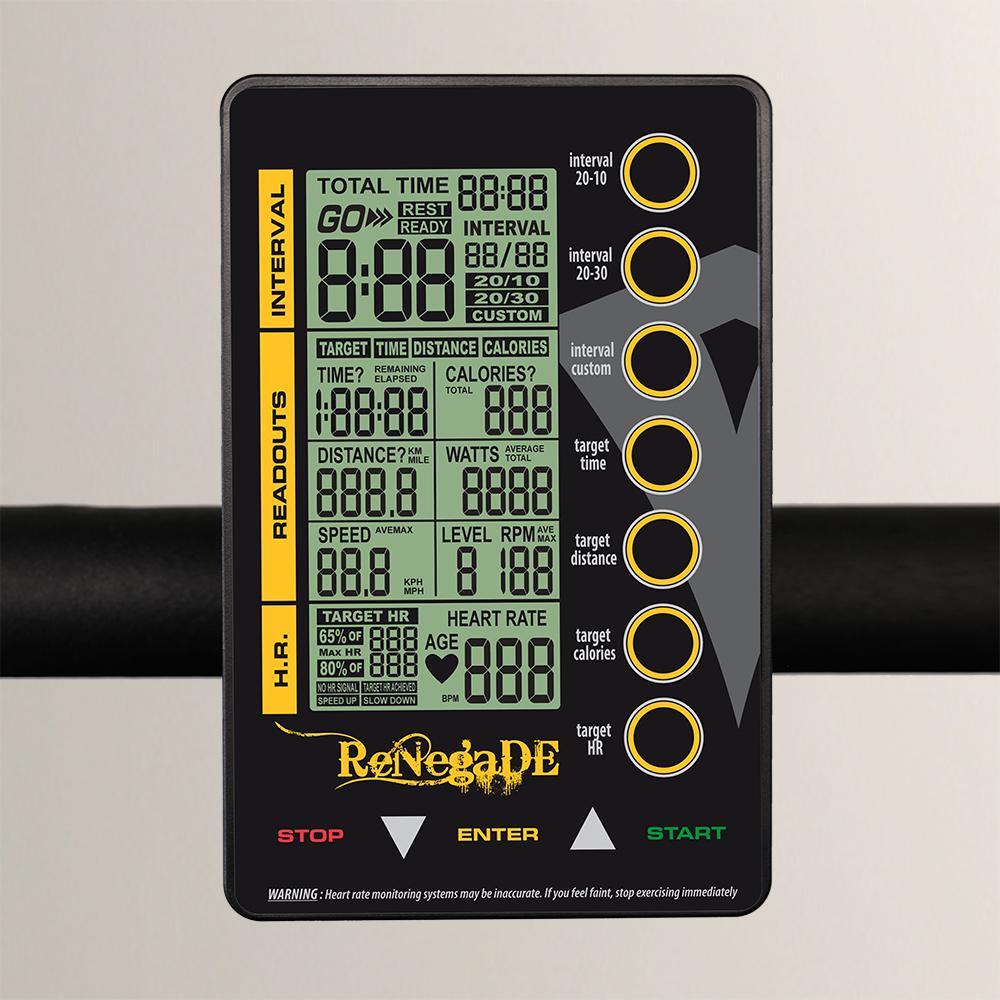 INTERVAL
TOTAL TIME 88:88
GO REST
READY
INTERVAL
8:88 88/88
20/10
20/30
CUSTOM
READOUTS
TARGET TIME DISTANCE CALORIES
TIME? REMAINING
ELAPSED
1:88:88
CALORIES?
TOTAL
888
DISTANCE? KM
MILE
888.8
WATTS AVERAGE
TOTAL
8888
SPEED AVEMAX
88.8
KPH
MPH
LEVEL RPM AVE
MAX
8 188
H.R.
TARGET HR
65% OF 888
MAX HR
80% OF 888
NO HR SIGNAL TARGET HR ACHIEVED
SPEED UP SLOW DOWN
HEART RATE
AGE
888
BPM
interval
20-10
interval
20-30
interval
custom
target
time
target
distance
target
calories
target
HR
ReNegaDE
STOP ENTER START
WARNING : Heart rate monitoring systems may be inaccurate. If you feel faint, stop exercising immediately